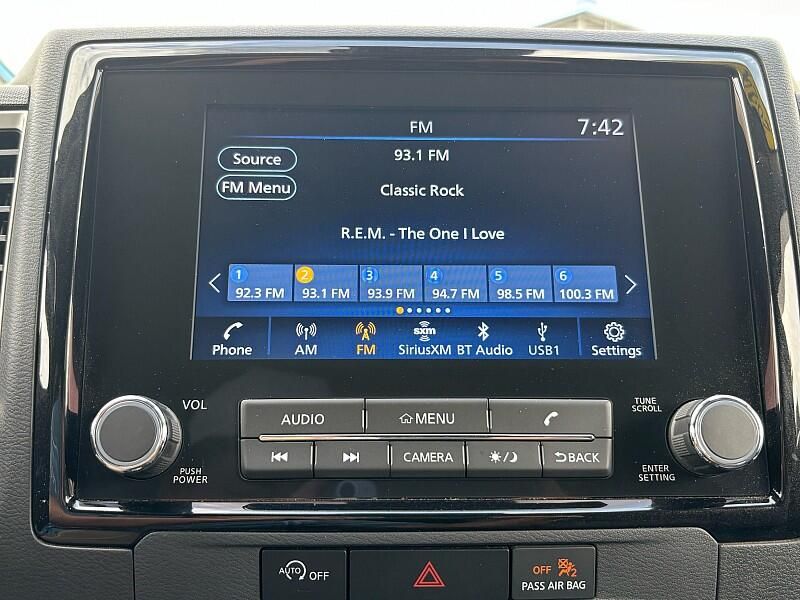 FM
7:42
Source
93.1 FM
FM Menu
Classic Rock
R.E.M. - The One I Love
1 2 3 4 5 6
92.3 FM 93.1 FM 93.9 FM 94.7 FM 98.5 FM 100.3 FM
sxm
Phone AM FM SiriusXM BT Audio USB1 Settings
VOL
AUDIO
MENU
TUNE
SCROLL
CAMERA
BACK
PUSH
POWER
ENTER
SETTING
AUTO OFF
OFF 2
PASS AIR BAG